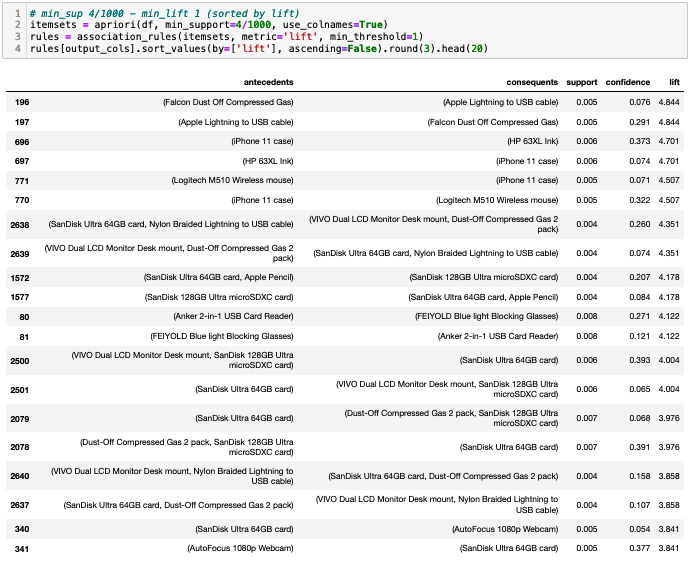 1 # min_sup 4/1000 – min_lift 1 (sorted by lift)
2 itemsets = apriori(df, min_support=4/1000, use_colnames=True)
3 rules = association_rules(itemsets, metric='lift', min_threshold=1)
4 rules[output_cols].sort_values(by=['lift'], ascending=False).round(3).head(20)
antecedents consequents support confidence lift
196 (Falcon Dust Off Compressed Gas) (Apple Lightning to USB cable) 0.005 0.076 4.844
197 (Apple Lightning to USB cable) (Falcon Dust Off Compressed Gas) 0.005 0.291 4.844
696 (iPhone 11 case) (HP 63XL Ink) 0.006 0.373 4.701
697 (HP 63XL Ink) (iPhone 11 case) 0.006 0.074 4.701
771 (Logitech M510 Wireless mouse) (iPhone 11 case) 0.005 0.071 4.507
770 (iPhone 11 case) (Logitech M510 Wireless mouse) 0.005 0.322 4.507
2638 (SanDisk Ultra 64GB card, Nylon Braided Lightning to USB cable) (VIVO Dual LCD Monitor Desk mount, Dust-Off Compressed Gas 2
pack) 0.004 0.260 4.351
2639 (VIVO Dual LCD Monitor Desk mount, Dust-Off Compressed Gas 2
pack) (SanDisk Ultra 64GB card, Nylon Braided Lightning to USB cable) 0.004 0.074 4.351
1572 (SanDisk Ultra 64GB card, Apple Pencil) (SanDisk 128GB Ultra microSDXC card) 0.004 0.207 4.178
1577 (SanDisk 128GB Ultra microSDXC card) (SanDisk Ultra 64GB card, Apple Pencil) 0.004 0.084 4.178
80 (Anker 2-in-1 USB Card Reader) (FEIYOLD Blue light Blocking Glasses) 0.008 0.271 4.122
81 (FEIYOLD Blue light Blocking Glasses) (Anker 2-in-1 USB Card Reader) 0.008 0.121 4.122
2500 (VIVO Dual LCD Monitor Desk mount, SanDisk 128GB Ultra
microSDXC card) (SanDisk Ultra 64GB card) 0.006 0.393 4.004
2501 (SanDisk Ultra 64GB card) (VIVO Dual LCD Monitor Desk mount, SanDisk 128GB Ultra
microSDXC card) 0.006 0.065 4.004
2079 (SanDisk Ultra 64GB card) (Dust-Off Compressed Gas 2 pack, SanDisk 128GB Ultra
microSDXC card) 0.007 0.068 3.976
2078 (Dust-Off Compressed Gas 2 pack, SanDisk 128GB Ultra
microSDXC card) (SanDisk Ultra 64GB card) 0.007 0.391 3.976
2640 (VIVO Dual LCD Monitor Desk mount, Nylon Braided Lightning to
USB cable) (SanDisk Ultra 64GB card, Dust-Off Compressed Gas 2 pack) 0.004 0.158 3.858
2637 (SanDisk Ultra 64GB card, Dust-Off Compressed Gas 2 pack) (VIVO Dual LCD Monitor Desk mount, Nylon Braided Lightning to
USB cable) 0.004 0.107 3.858
340 (SanDisk Ultra 64GB card) (AutoFocus 1080p Webcam) 0.005 0.054 3.841
341 (AutoFocus 1080p Webcam) (SanDisk Ultra 64GB card) 0.005 0.377 3.841